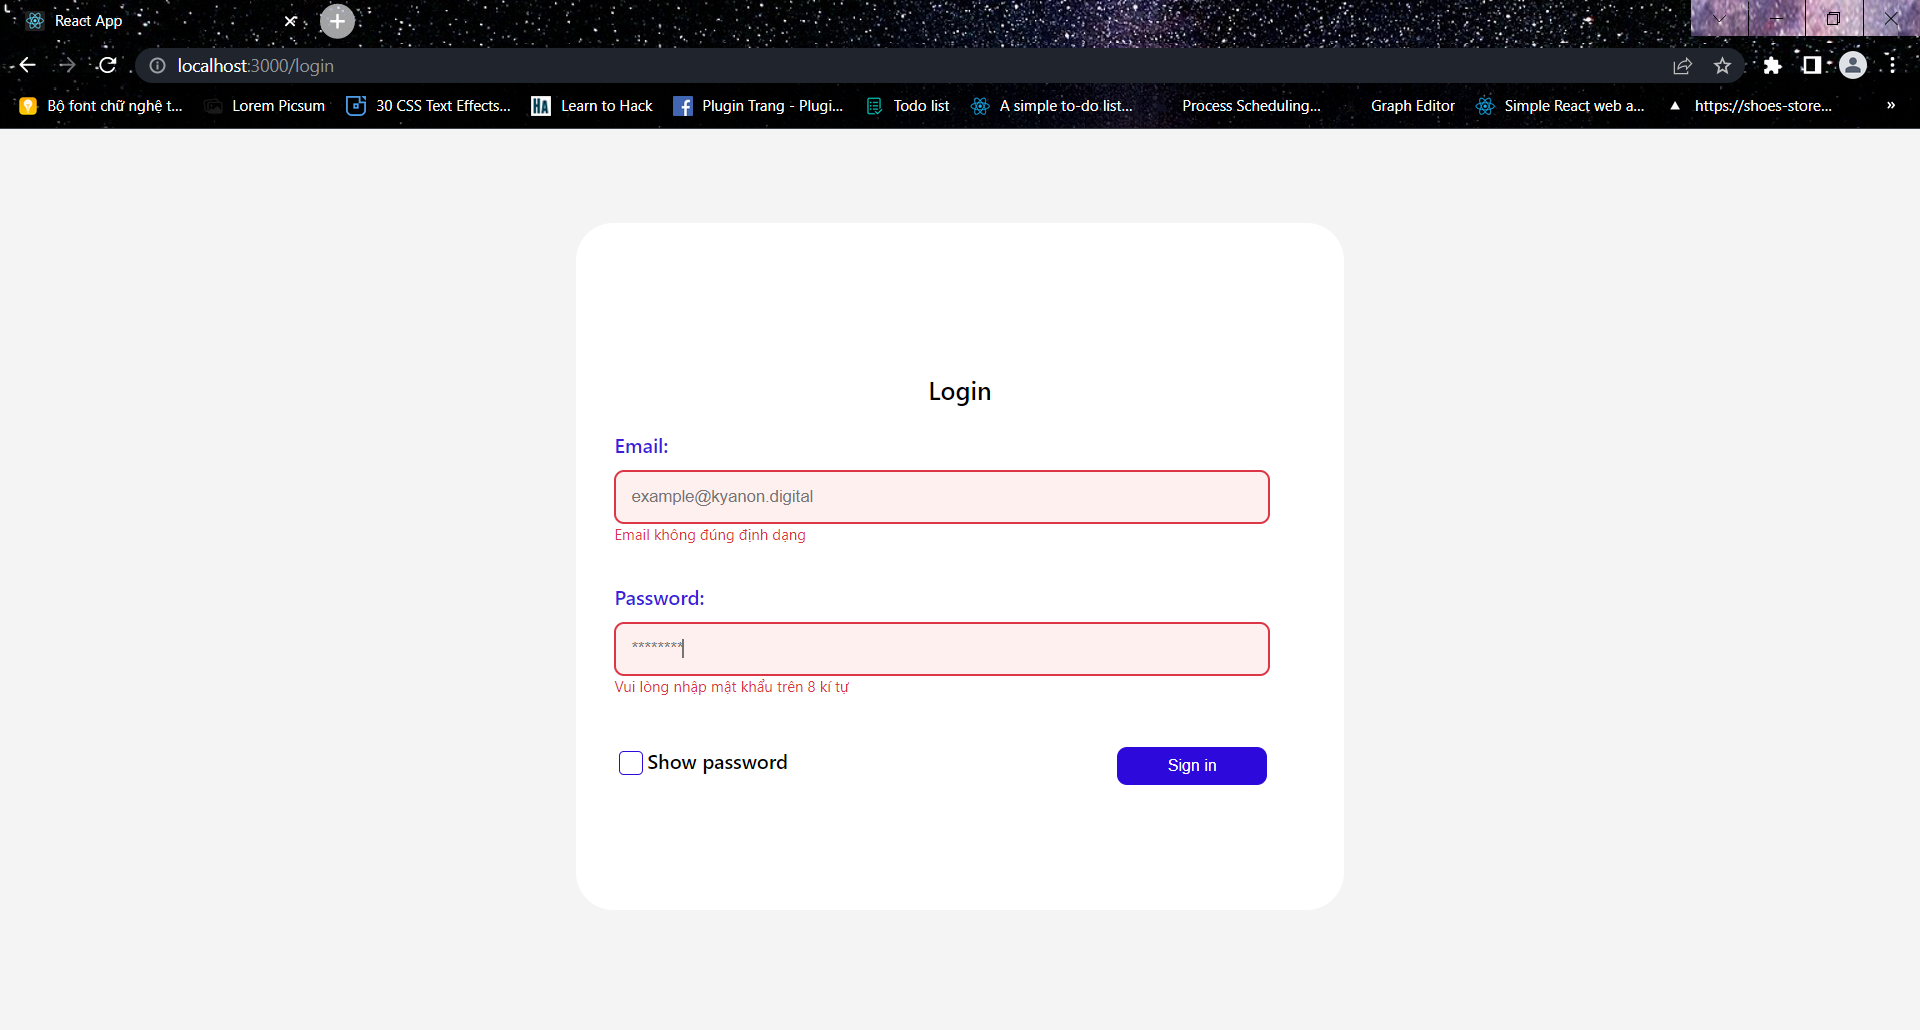 React App
localhost:3000/login
Bộ font chữ nghệ t... Lorem Picsum 30 CSS Text Effects... HA Learn to Hack Plugin Trang - Plugi... Todo list A simple to-do list... Process Scheduling... Graph Editor Simple React web a... https://shoes-store... »
Login
Email:
example@kyanon.digital
Email không đúng định dạng
Password:
********
Vui lòng nhập mật khẩu trên 8 kí tự
Show password Sign in